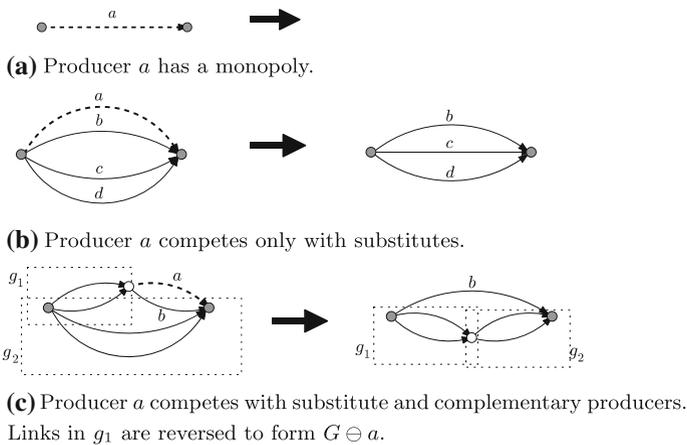 a
(a) Producer a has a monopoly.
a
b
c
d
b
c
d
(b) Producer a competes only with substitutes.
g1
a
b
g2
b
g1
g2
(c) Producer a competes with substitute and complementary producers.
Links in g1 are reversed to form G ⊖ a.